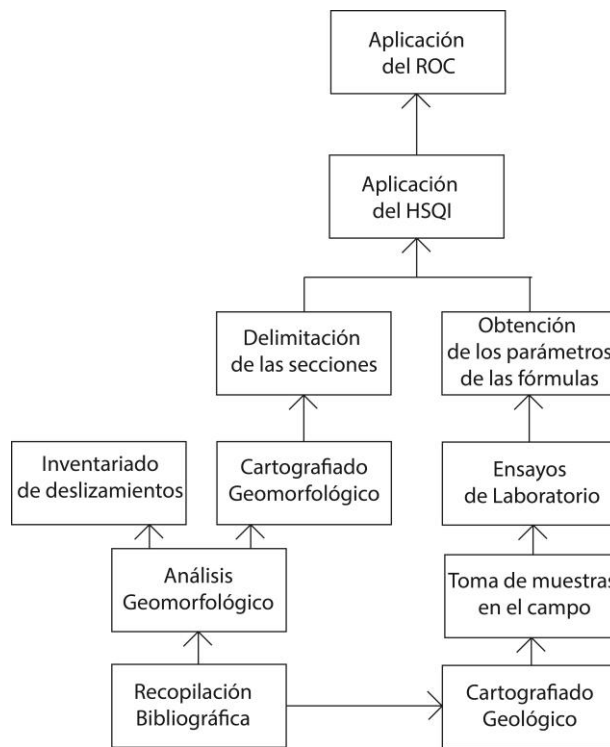 Aplicación
del ROC
Aplicación
del HSQI
Delimitación
de las secciones
Obtención
de los parámetros
de las fórmulas
Inventariado
de deslizamientos
Cartografiado
Geomorfológico
Ensayos
de Laboratorio
Análisis
Geomorfológico
Toma de muestras
en el campo
Recopilación
Bibliográfica
Cartografiado
Geológico